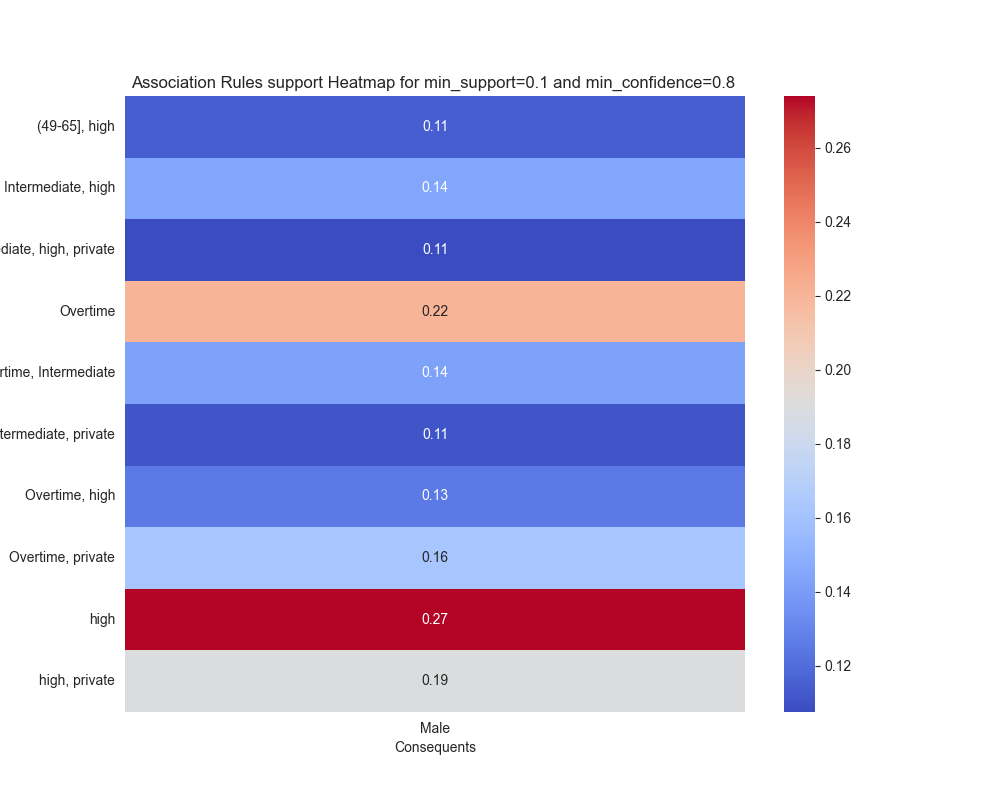 Association Rules support Heatmap for min_support=0.1 and min_confidence=0.8
(49-65], high
0.11
Intermediate, high
0.14
diate, high, private
0.11
Overtime
0.22
rtime, Intermediate
0.14
termediate, private
0.11
Overtime, high
0.13
Overtime, private
0.16
high
0.27
high, private
0.19
Male
Consequents
0.26
0.24
0.22
0.20
0.18
0.16
0.14
0.12